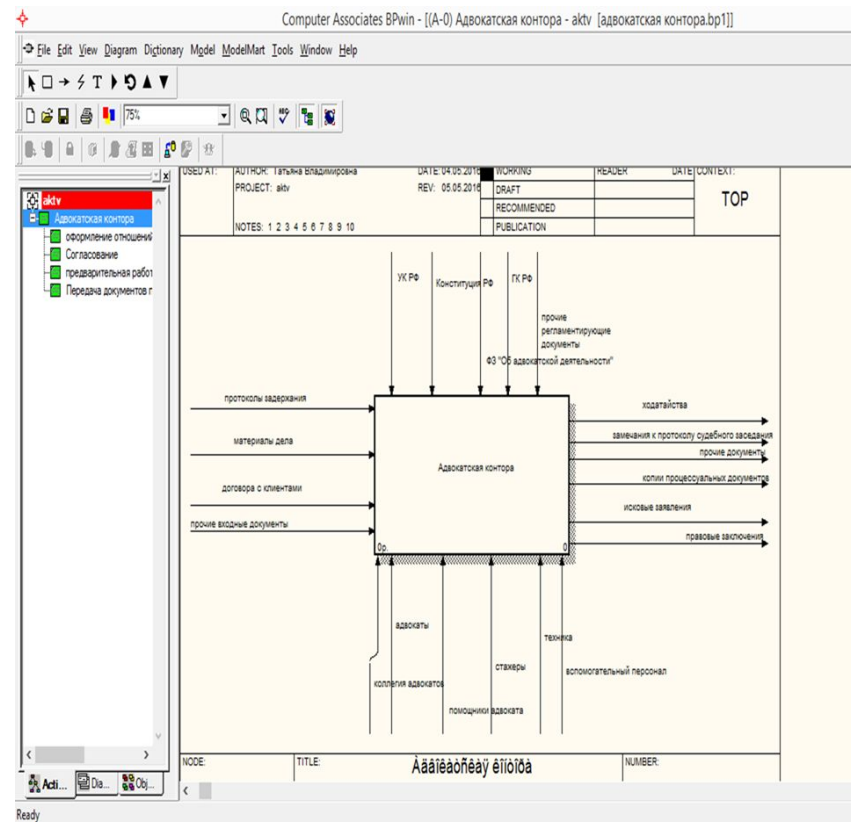 Computer Associates BPwin - [(A-0) Адвокатская контора - aktv [адвокатская контора.bp1]]
File Edit View Diagram Dictionary Model ModelMart Tools Window Help
75%
USED AT: AUTHOR: Татьяна Владимировна DATE: 04.05.2016 WORKING READER DATE CONTEXT:
PROJECT: aktv REV: 05.05.2016 DRAFT TOP
RECOMMENDED
NOTES: 1 2 3 4 5 6 7 8 9 10 PUBLICATION
aktv
Адвокатская контора
оформление отношений
Согласование
предварительная работ
Передача документов г
УК РФ
Конституция РФ
ГК РФ
прочие
регламентирующие
документы
ФЗ "Об адвокатской деятельности"
протоколы задержания
материалы дела
договора с клиентами
прочие входные документы
Адвокатская контора
0р. 0
ходатайства
замечания к протоколу судебного заседания
прочие документы
копии процессуальных документов
исковые заявления
правовые заключения
адвокаты
техника
стажеры
вспомогательный персонал
коллегия адвокатов
помощники адвоката
NODE: TITLE: Àäâîêàòñêàÿ êîíòîðà NUMBER:
Acti... Dia... Obj...
Ready